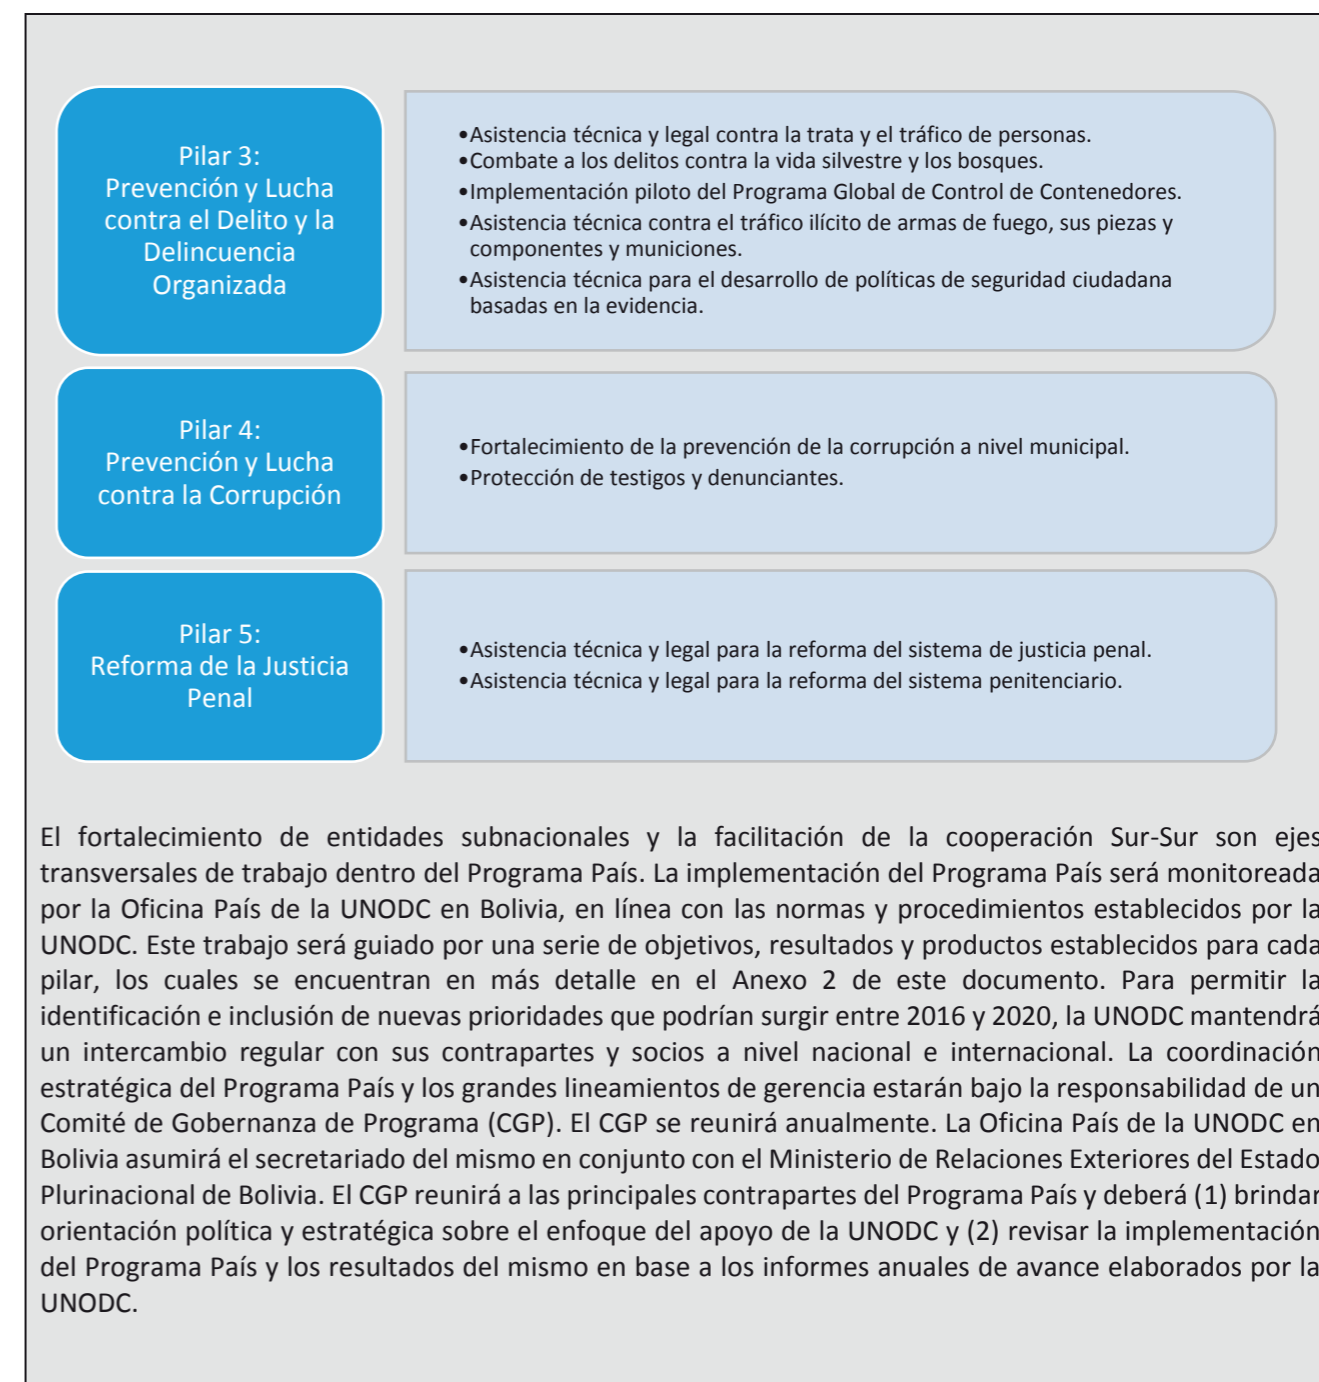 Pilar 3:
Prevención y Lucha
contra el Delito y la
Delincuencia
Organizada
•Asistencia técnica y legal contra la trata y el tráfico de personas.
•Combate a los delitos contra la vida silvestre y los bosques.
•Implementación piloto del Programa Global de Control de Contenedores.
•Asistencia técnica contra el tráfico ilícito de armas de fuego, sus piezas y
componentes y municiones.
•Asistencia técnica para el desarrollo de políticas de seguridad ciudadana
basadas en la evidencia.
Pilar 4:
Prevención y Lucha
contra la Corrupción
•Fortalecimiento de la prevención de la corrupción a nivel municipal.
•Protección de testigos y denunciantes.
Pilar 5:
Reforma de la Justicia
Penal
•Asistencia técnica y legal para la reforma del sistema de justicia penal.
•Asistencia técnica y legal para la reforma del sistema penitenciario.
El fortalecimiento de entidades subnacionales y la facilitación de la cooperación Sur-Sur son ejes
transversales de trabajo dentro del Programa País. La implementación del Programa País será monitoreada
por la Oficina País de la UNODC en Bolivia, en línea con las normas y procedimientos establecidos por la
UNODC. Este trabajo será guiado por una serie de objetivos, resultados y productos establecidos para cada
pilar, los cuales se encuentran en más detalle en el Anexo 2 de este documento. Para permitir la
identificación e inclusión de nuevas prioridades que podrían surgir entre 2016 y 2020, la UNODC mantendrá
un intercambio regular con sus contrapartes y socios a nivel nacional e internacional. La coordinación
estratégica del Programa País y los grandes lineamientos de gerencia estarán bajo la responsabilidad de un
Comité de Gobernanza de Programa (CGP). El CGP se reunirá anualmente. La Oficina País de la UNODC en
Bolivia asumirá el secretariado del mismo en conjunto con el Ministerio de Relaciones Exteriores del Estado
Plurinacional de Bolivia. El CGP reunirá a las principales contrapartes del Programa País y deberá (1) brindar
orientación política y estratégica sobre el enfoque del apoyo de la UNODC y (2) revisar la implementación
del Programa País y los resultados del mismo en base a los informes anuales de avance elaborados por la
UNODC.